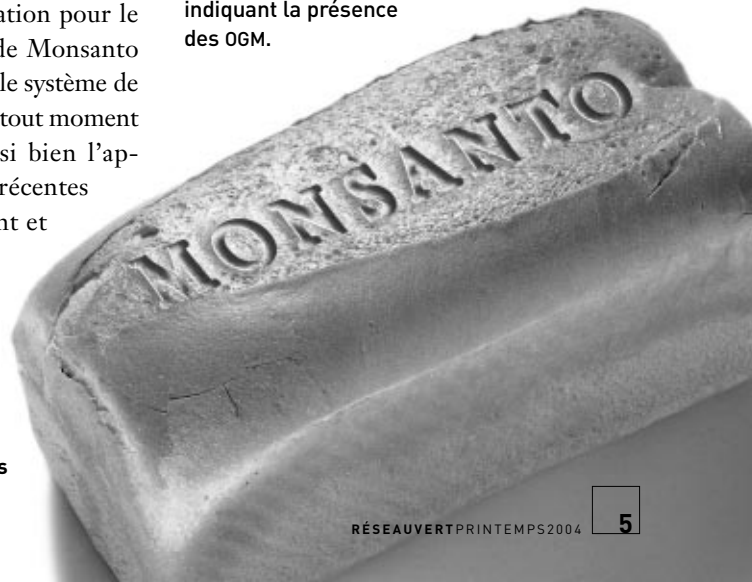 ation pour le
de Monsanto
le système de
tout moment
si bien l'ap-
récentes
nt et
s
indiquant la présence
des OGM.
MONSANTO
RÉSEAUVERTPRINTEMPS2004 5